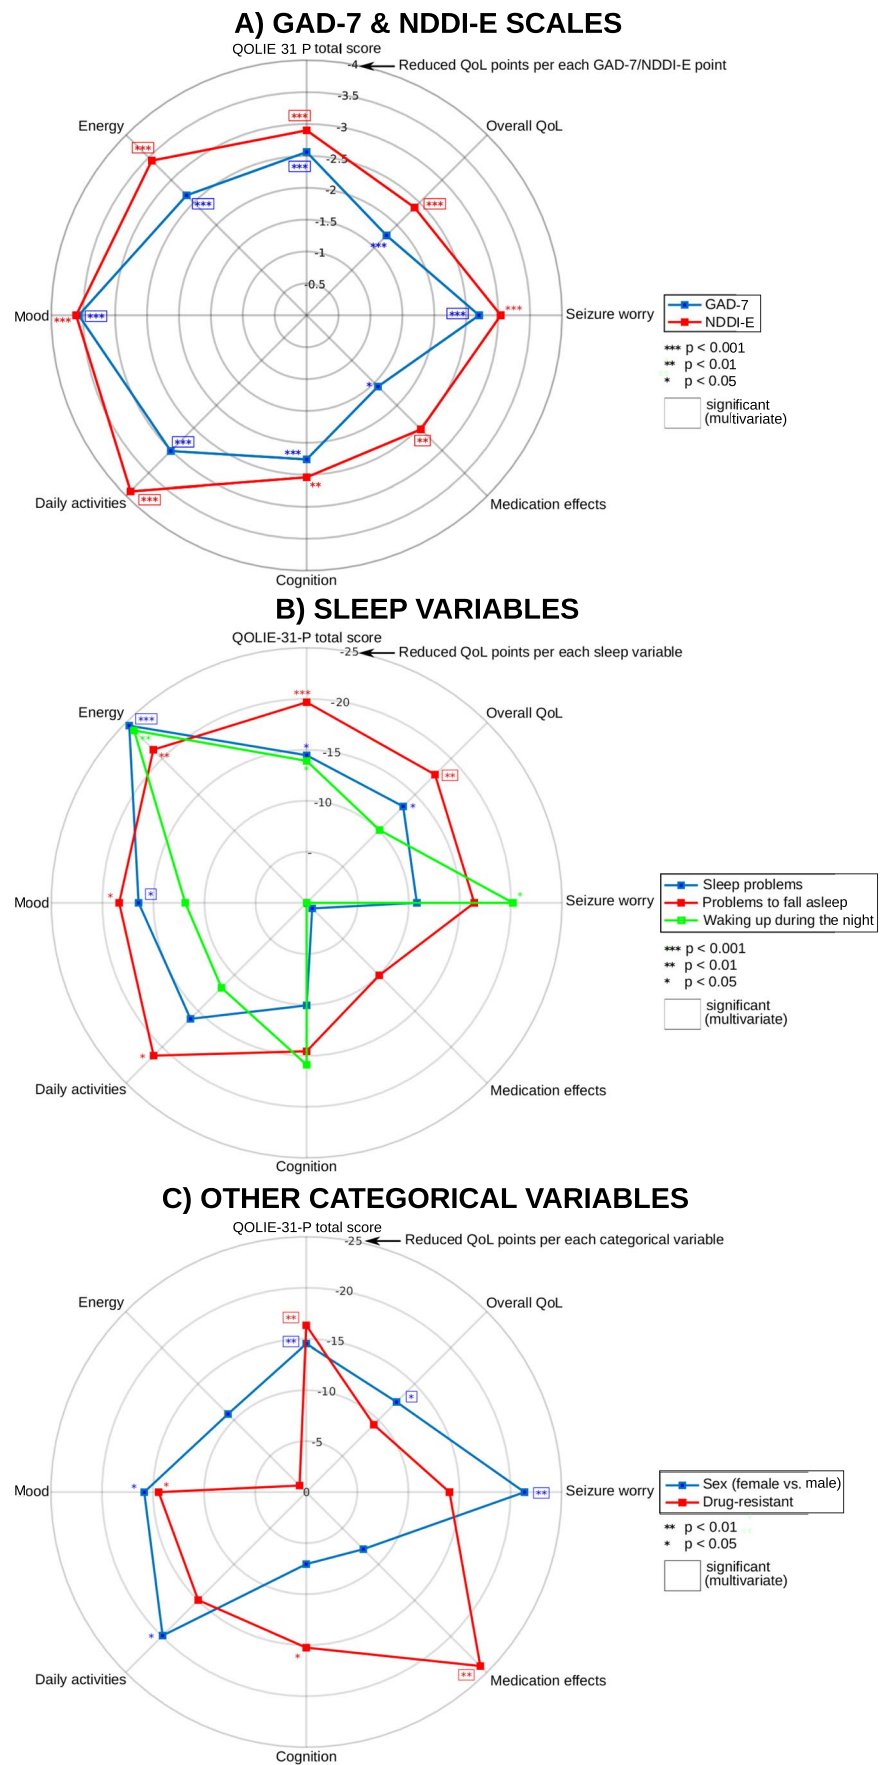 A) GAD-7 & NDDI-E SCALES
QOLIE 31 P total score
-4
Reduced QoL points per each GAD-7/NDDI-E point
-3.5
Energy
***
***
-3
Overall QoL
***
-2.5
***
-2
***
***
-1.5
***
-1
-0.5
Mood
***
***
***
***
Seizure worry
GAD-7
NDDI-E
*** p < 0.001
** p < 0.01
* p < 0.05
significant
(multivariate)
*
***
***
**
**
***
Daily activities
Medication effects
Cognition
B) SLEEP VARIABLES
QOLIE-31-P total score
-25
Reduced QoL points per each sleep variable
Energy
***
***
-20
Overall QoL
**
**
*
*
-15
**
-10
*
-
Mood
*
*
*
Seizure worry
Sleep problems
Problems to fall asleep
Waking up during the night
*** p < 0.001
** p < 0.01
* p < 0.05
significant
(multivariate)
*
Daily activities
Medication effects
Cognition
C) OTHER CATEGORICAL VARIABLES
QOLIE-31-P total score
-25
Reduced QoL points per each categorical variable
-20
Energy
**
Overall QoL
**
-15
-10
*
-5
Mood
*
*
0
**
Seizure worry
Sex (female vs. male)
Drug-resistant
** p < 0.01
* p < 0.05
significant
(multivariate)
*
*
**
Daily activities
Medication effects
Cognition